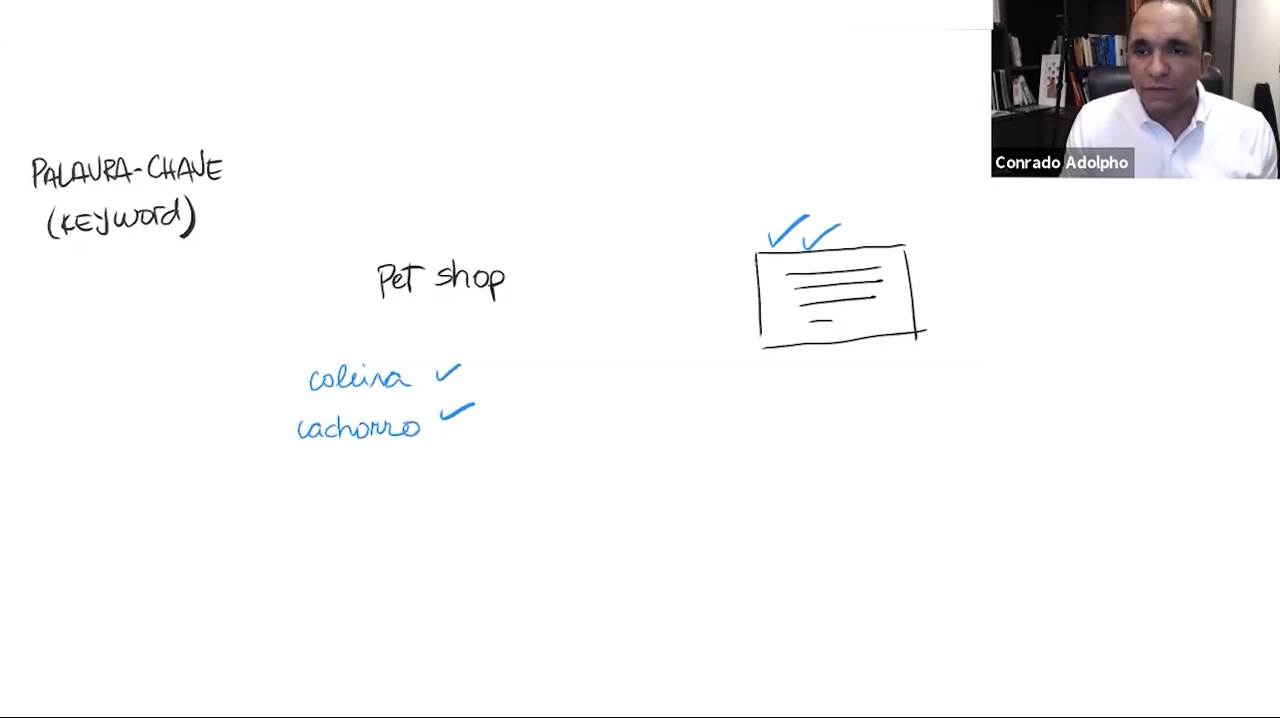 Conrado Adolpho
PALAVRA-CHAVE
(KEYWORD)
Pet shop
coleira
cachorro